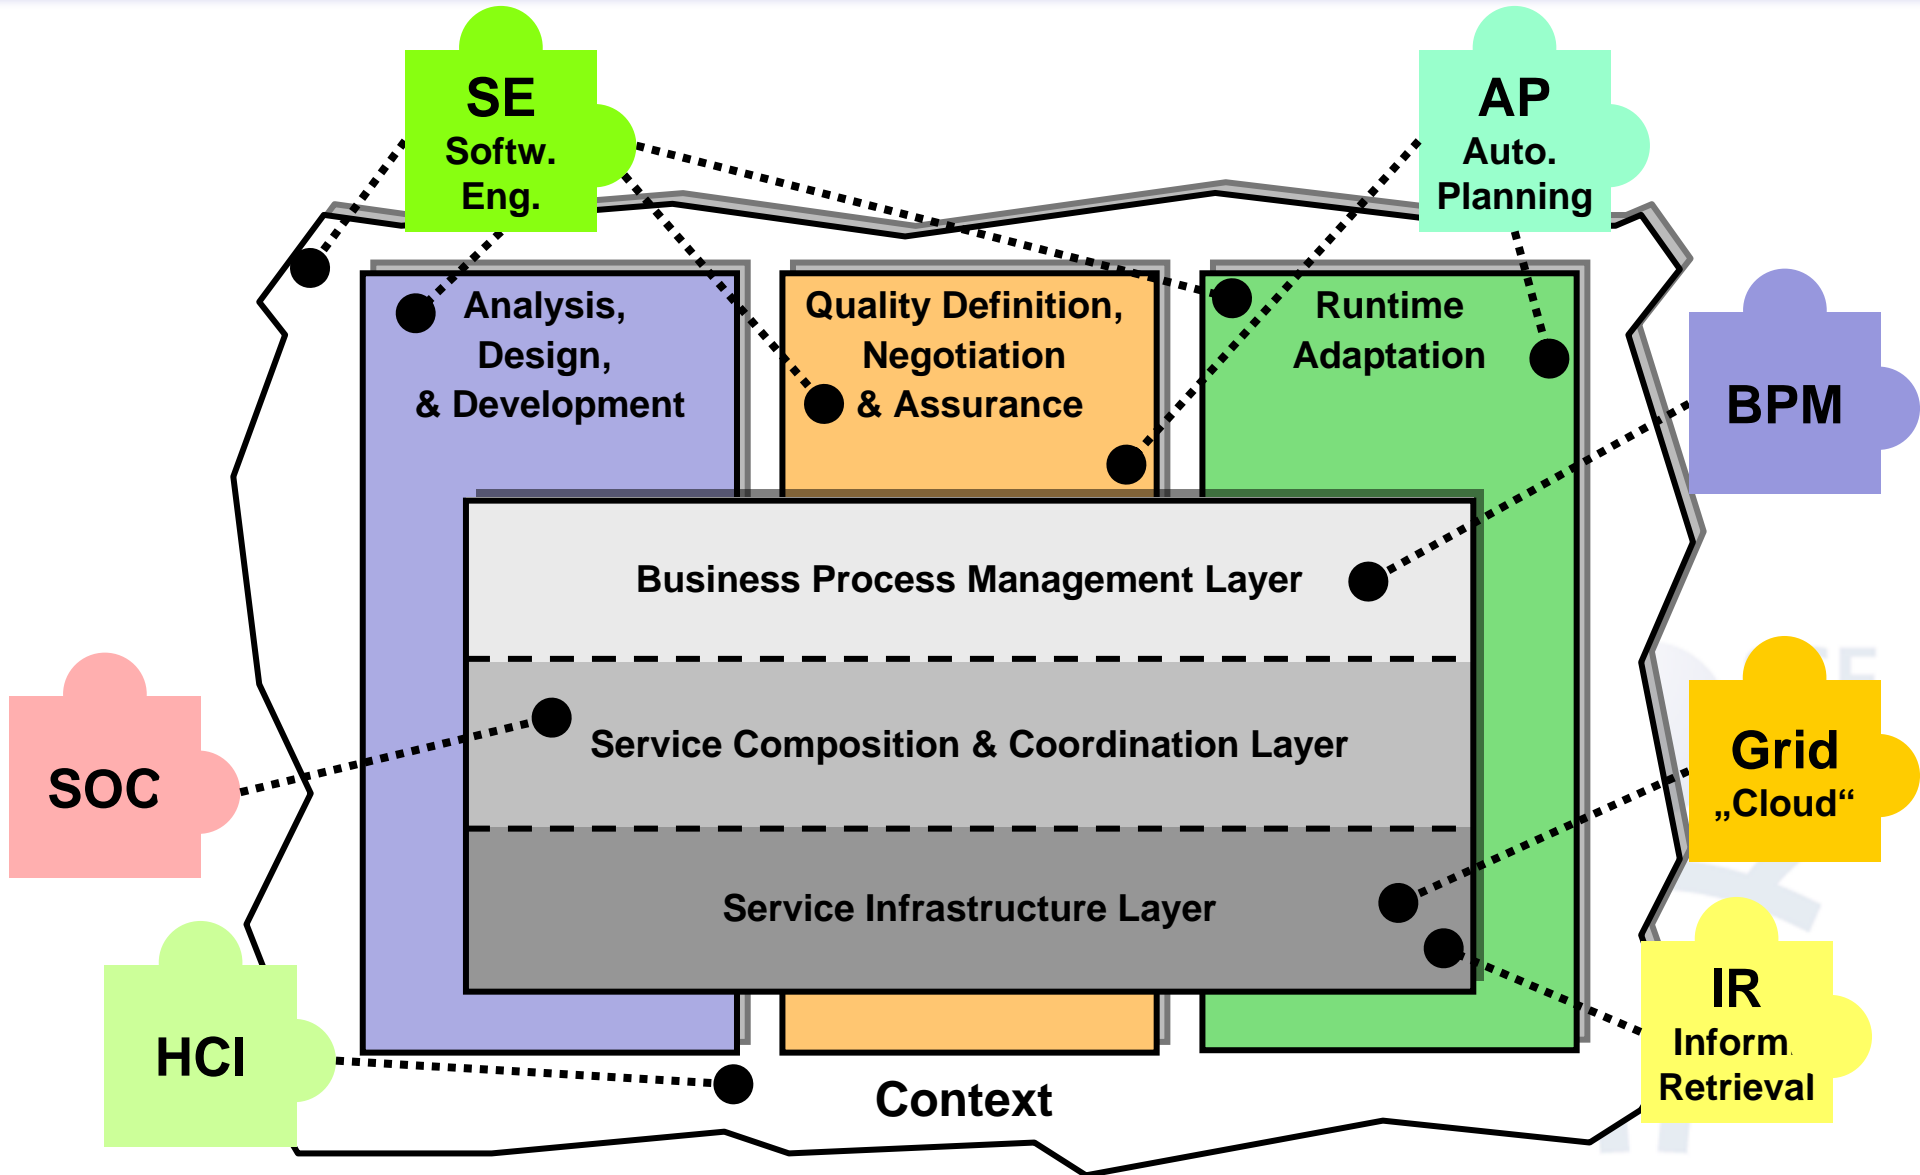 SE
Softw.
Eng.
AP
Auto.
Planning
Analysis,
Design,
& Development
Quality Definition,
Negotiation
& Assurance
Runtime
Adaptation
BPM
Business Process Management Layer
SOC
Service Composition & Coordination Layer
Grid
„Cloud“
Service Infrastructure Layer
HCI
IR
Inform.
Retrieval
Context